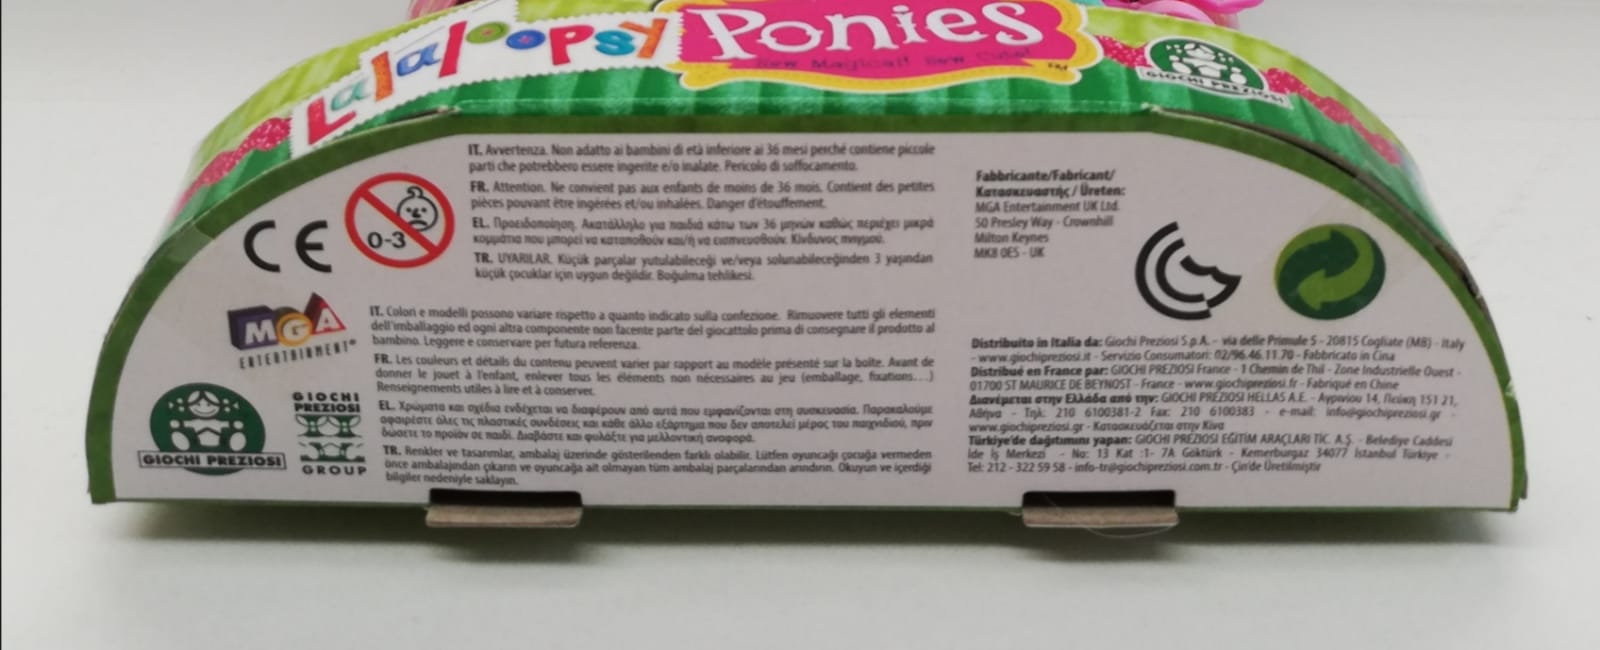 Lalaloopsy Ponies
New Magical! New Cute!
TM
GIOCHI PREZIOSI
IT. Avvertenza. Non adatto ai bambini di età inferiore ai 36 mesi perché contiene piccole
parti che potrebbero essere ingerite e/o inalate. Pericolo di soffocamento.
FR. Attention. Ne convient pas aux enfants de moins de 36 mois. Contient des petites
pièces pouvant être ingérées et/ou inhalées. Danger d'étouffement.
EL. Προειδοποίηση. Ακατάλληλο για παιδιά κάτω των 36 μηνών καθώς περιέχει μικρά
κομμάτια που μπορεί να καταποθούν και/ή να εισπνευσθούν. Κίνδυνος πνιγμού.
TR. UYARILAR. Küçük parçalar yutulabileceği ve/veya solunabileceğinden 3 yaşından
küçük çocuklar için uygun değildir. Boğulma tehlikesi.
CE
0-3
Fabbricante/Fabricant/
Κατασκευαστής / Üreten:
MGA Entertainment UK Ltd.
50 Presley Way - Crownhill
Milton Keynes
MK8 0ES - UK
MGA
ENTERTAINMENT
GIOCHI PREZIOSI
GIOCHI
PREZIOSI
GROUP
IT. Colori e modelli possono variare rispetto a quanto indicato sulla confezione. Rimuovere tutti gli elementi
dell'imballaggio ed ogni altra componente non facente parte del giocattolo prima di consegnare il prodotto al
bambino. Leggere e conservare per futura referenza.
FR. Les couleurs et détails du contenu peuvent varier par rapport au modèle présenté sur la boîte. Avant de
donner le jouet à l'enfant, enlever tous les éléments non nécessaires au jeu (emballage, fixations…)
Renseignements utiles à lire et à conserver.
EL. Χρώματα και σχέδια ενδέχεται να διαφέρουν από αυτά που εμφανίζονται στη συσκευασία. Παρακαλούμε
αφαιρέστε όλες τις πλαστικές συνδέσεις και κάθε άλλο εξάρτημα που δεν αποτελεί μέρος του παιχνιδιού, πριν
δώσετε το προϊόν σε παιδί. Διαβάστε και φυλάξτε για μελλοντική αναφορά.
TR. Renkler ve tasarımlar, ambalaj üzerinde gösterilenden farklı olabilir. Lütfen oyuncağı çocuğa vermeden
önce ambalajından çıkarın ve oyuncağa ait olmayan tüm ambalaj parçalarından arındırın. Okuyun ve içerdiği
bilgiler nedeniyle saklayın.
Distribuito in Italia da: Giochi Preziosi S.p.A. - via delle Primule 5 - 20815 Cogliate (MB) - Italy
- www.giochipreziosi.it - Servizio Consumatori: 02/96.46.11.70 - Fabbricato in Cina
Distribué en France par: GIOCHI PREZIOSI France - 1 Chemin de Thil - Zone Industrielle Ouest -
01700 ST MAURICE DE BEYNOST - France - www.giochipreziosi.fr - Fabriqué en Chine
Διανέμεται στην Ελλάδα από την: GIOCHI PREZIOSI HELLAS A.E. - Αγρινίου 14, Πεύκη 151 21,
Αθήνα - Τηλ: 210 6100381-2 Fax: 210 6100383 - e-mail: info@giochipreziosi.gr -
www.giochipreziosi.gr - Κατασκευάζεται στην Κίνα
Türkiye'de dağıtımını yapan: GIOCHI PREZIOSI EĞİTİM ARAÇLARI TİC. A.Ş. - Belediye Caddesi
İde İş Merkezi - No: 13 Kat :1- 7A Göktürk - Kemerburgaz 34077 İstanbul Türkiye -
Tel: 212 - 322 59 58 - info-tr@giochipreziosi.com.tr - Çin'de Üretilmiştir